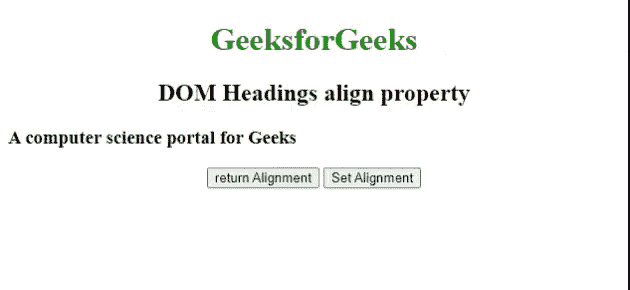 GeeksforGeeks
DOM Headings align property
A computer science portal for Geeks
return Alignment Set Alignment